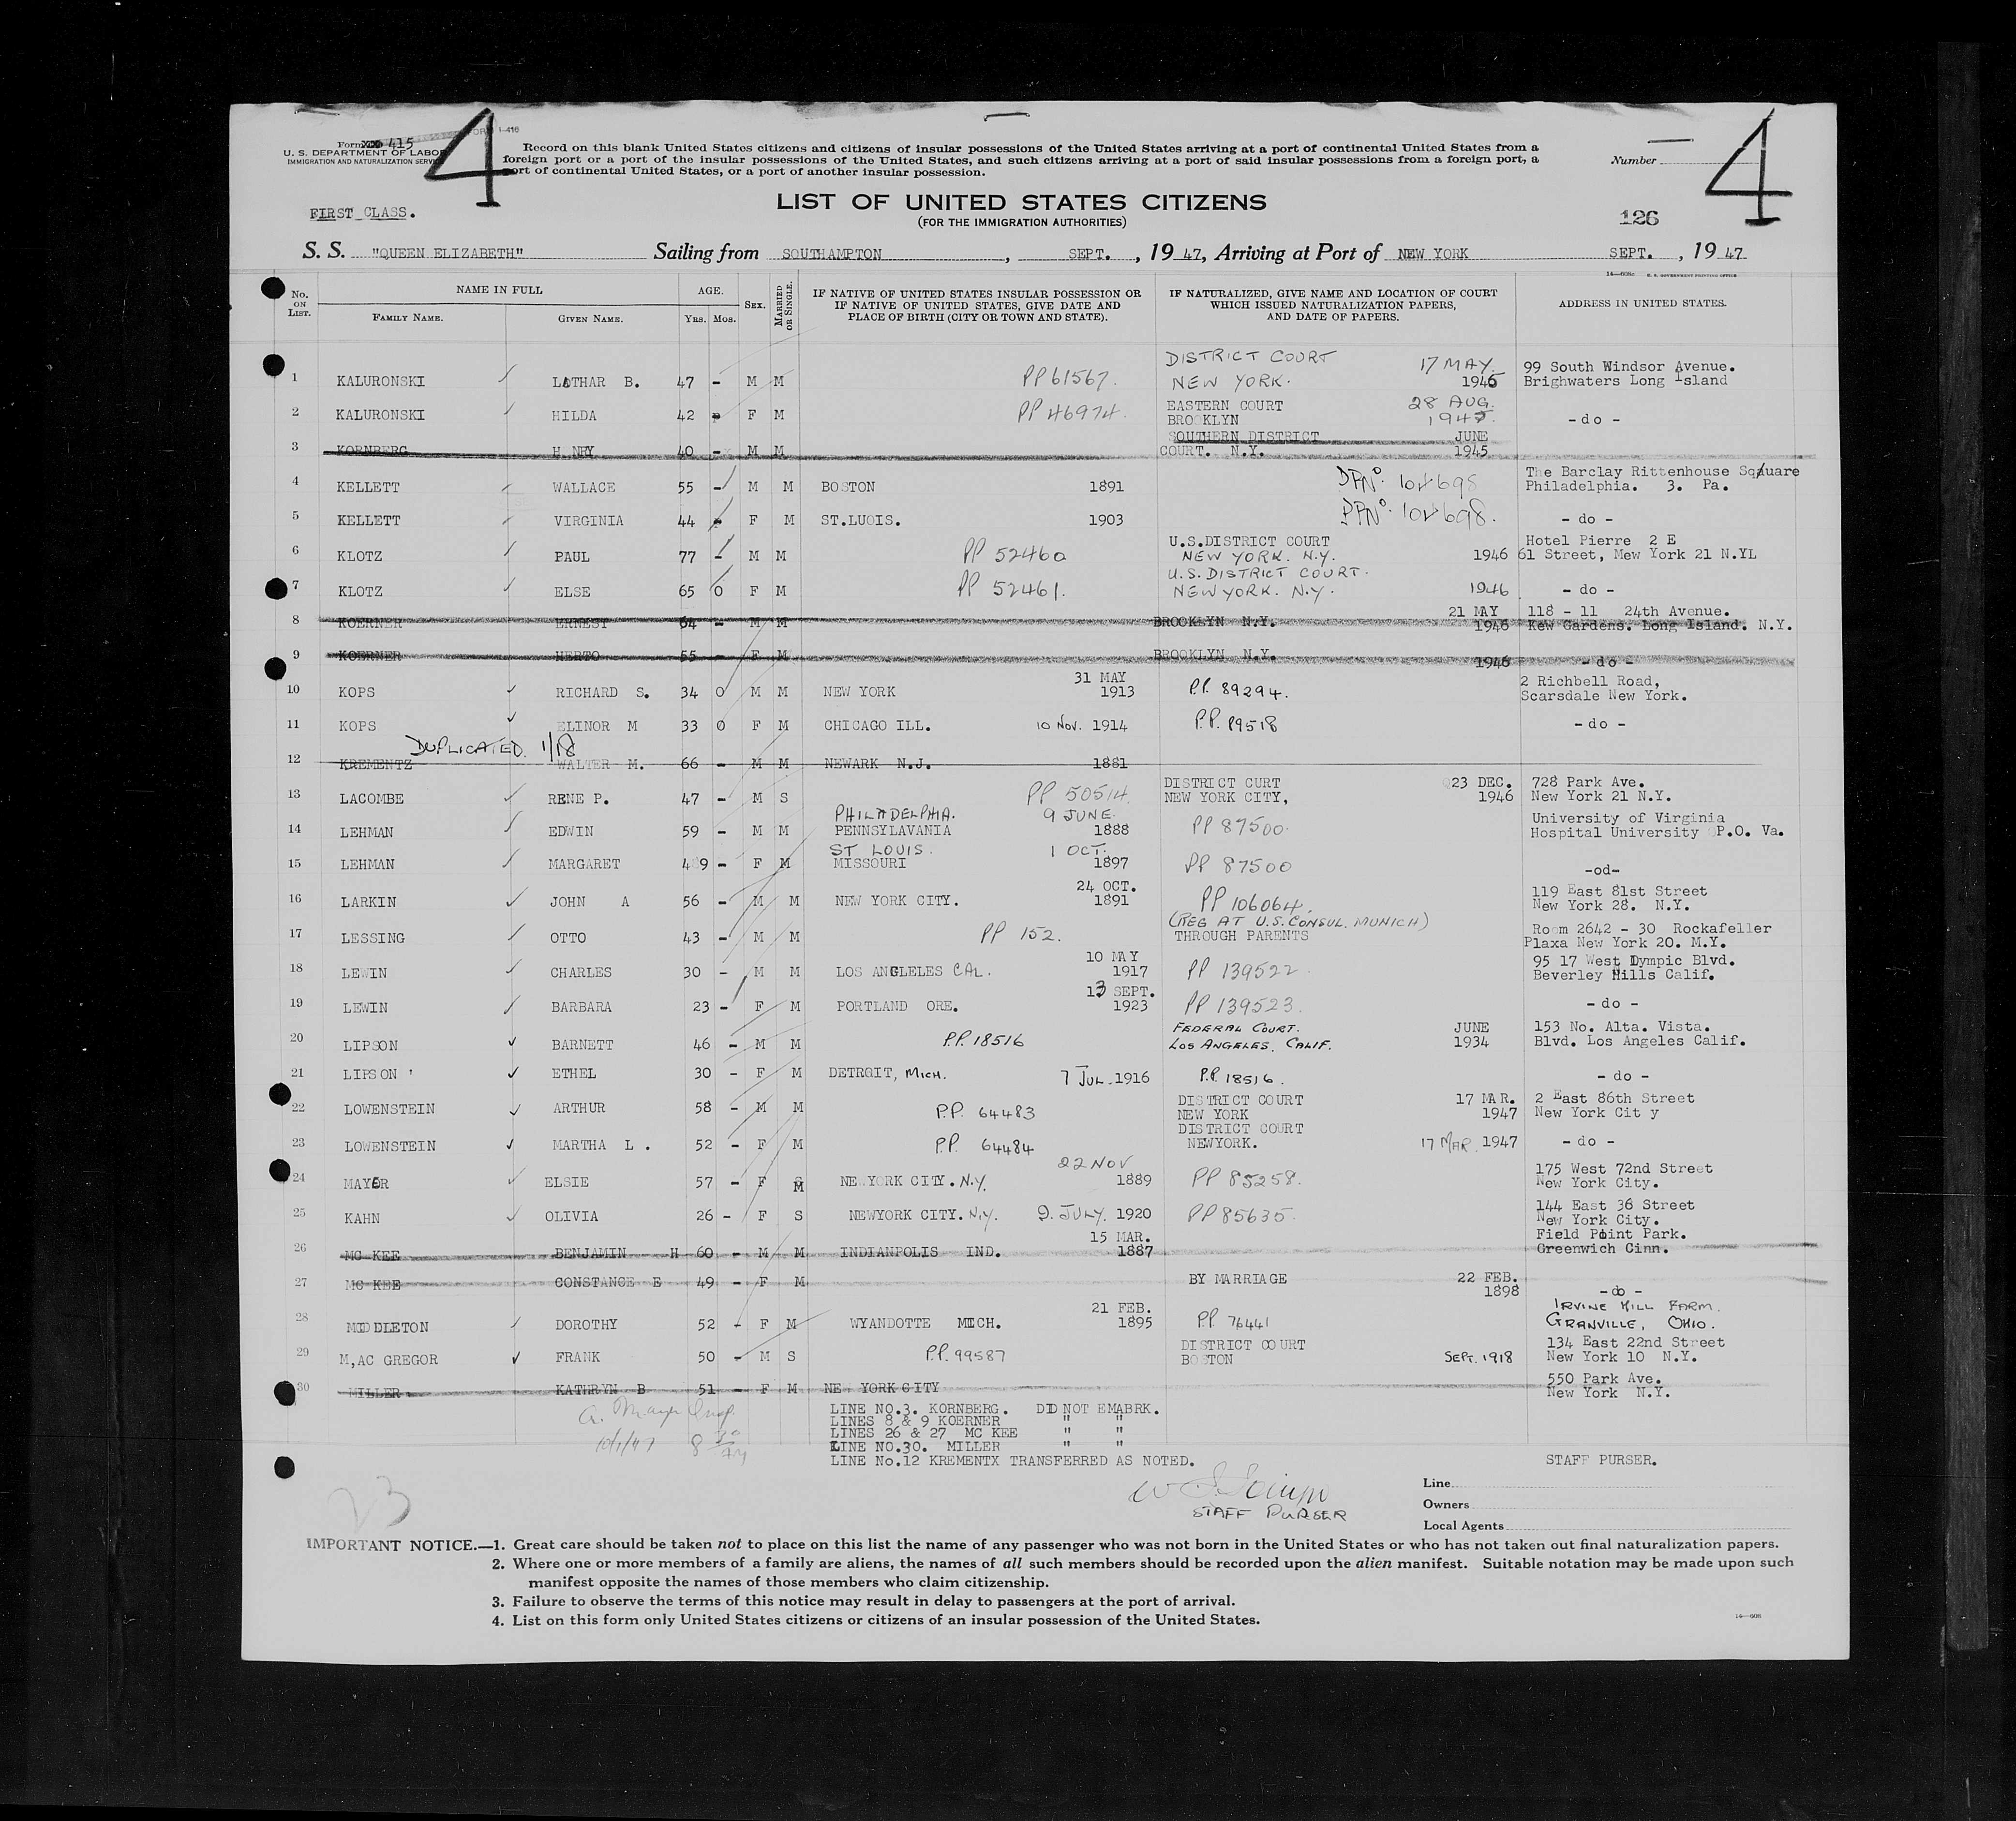 Form 415
FORM I-416
U. S. DEPARTMENT OF LABOR
IMMIGRATION AND NATURALIZATION SERVICE
4
Record on this blank United States citizens and citizens of insular possessions of the United States arriving at a port of continental United States from a
foreign port or a port of the insular possessions of the United States, and such citizens arriving at a port of said insular possessions from a foreign port, a
port of continental United States, or a port of another insular possession.
Number
4
FIRST CLASS.
LIST OF UNITED STATES CITIZENS
(FOR THE IMMIGRATION AUTHORITIES)
126
S. S. "QUEEN ELIZABETH" Sailing from SOUTHAMPTON, SEPT., 19 47, Arriving at Port of NEW YORK SEPT., 19 47
14—608c U. S. GOVERNMENT PRINTING OFFICE
No. ON LIST. NAME IN FULL FAMILY NAME. GIVEN NAME. AGE. YRS. MOS. SEX. MARRIED OR SINGLE. IF NATIVE OF UNITED STATES INSULAR POSSESSION OR IF NATIVE OF UNITED STATES, GIVE DATE AND PLACE OF BIRTH (CITY OR TOWN AND STATE). IF NATURALIZED, GIVE NAME AND LOCATION OF COURT WHICH ISSUED NATURALIZATION PAPERS, AND DATE OF PAPERS. ADDRESS IN UNITED STATES.
DISTRICT COURT 17 MAY. 99 South Windsor Avenue.
1 KALURONSKI LOTHAR B. 47 - M M PP61567. NEW YORK. 1946 Brighwaters Long Island
EASTERN COURT 28 AUG.
2 KALURONSKI HILDA 42 - F M PP46974. BROOKLYN 1947. - do -
SOUTHERN DISTRICT JUNE
3 KORNBERG H NRY 40 - M M COURT. N.Y. 1945
The Barclay Rittenhouse Sqauare
4 KELLETT WALLACE 55 - M M BOSTON 1891 Philadelphia. 3. Pa.
5 KELLETT VIRGINIA 44 - F M ST.LUOIS. 1903 - do -
U.S.DISTRICT COURT Hotel Pierre 2 E
6 KLOTZ PAUL 77 - M M PP 52460 NEW YORK. N.Y. 1946 61 Street, Mew York 21 N.YL
U.S. DISTRICT COURT.
7 KLOTZ ELSE 65 0 F M PP 52461. NEW YORK. N.Y. 1946. - do -
21 MAY 118 - 11 24th Avenue.
8 KOERNER ERNEST 64 - M M BROOKLYN N.Y. 1946 Kew Gardens. Long Island. N.Y.
9 KOERNER HERTO 55 - F M BROOKLYN N.Y. 1946 - do -
31 MAY 2 Richbell Road,
10 KOPS RICHARD S. 34 0 M M NEW YORK 1913 P.P. 89294. Scarsdale New York.
11 KOPS ELINOR M 33 0 F M CHICAGO ILL. 10 NOV. 1914 P.P. 89518 - do -
DUPLICATED. 1/18
12 KREMENTZ WALTER M. 66 - M M NEWARK N.J. 1881
DISTRICT CURT 23 DEC. 728 Park Ave.
13 LACOMBE RENE P. 47 - M S PP 50514. NEW YORK CITY, 1946 New York 21 N.Y.
PHILADELPHIA. 9 JUNE. University of Virginia
14 LEHMAN EDWIN 59 - M M PENNSYLAVANIA 1888 PP 87500. Hospital University P.O. Va.
ST LOUIS. 1 OCT.
15 LEHMAN MARGARET 49 - F M MISSOURI 1897 PP 87500 -od-
24 OCT. 119 East 81st Street
16 LARKIN JOHN A 56 - M M NEW YORK CITY. 1891 PP 106064. New York 28. N.Y.
(REG AT U.S. CONSUL. MUNICH) Room 2642 - 30 Rockafeller
17 LESSING OTTO 43 - M M PP 152. THROUGH PARENTS Plaxa New York 20. M.Y.
10 MAY 95 17 West Dympic Blvd.
18 LEWIN CHARLES 30 - M M LOS ANGLELES CAL. 1917 PP 139522. Beverley Hills Calif.
13 SEPT.
19 LEWIN BARBARA 23 - F M PORTLAND ORE. 1923 PP 139523. - do -
FEDERAL COURT. JUNE 153 No. Alta. Vista.
20 LIPSON BARNETT 46 - M M P.P. 18516 LOS ANGELES. CALIF. 1934 Blvd. Los Angeles Calif.
21 LIPSON ' ETHEL 30 - F M DETROIT, MICH. 7 JUL. 1916 P.P. 18516. - do -
DISTRICT COURT 17 MAR. 2 East 86th Street
22 LOWENSTEIN ARTHUR 58 - M M P.P. 64483 NEW YORK 1947 New York Cit y
DISTRICT COURT
23 LOWENSTEIN MARTHA L . 52 - F M P.P. 64484 NEWYORK. 17 MAR. 1947 - do -
22 NOV 175 West 72nd Street
24 MAYER ELSIE 57 - F M NEWYORK CITY. N.Y. 1889 PP 85258. New York City.
144 East 36 Street
25 KAHN OLIVIA 26 - F S NEWYORK CITY. N.Y. 9. JULY. 1920 PP 85635. New York City.
15 MAR. Field Point Park.
26 MC KEE BENJAMIN H 60 - M M INDIANPOLIS IND. 1887 Greenwich Cinn.
27 MC KEE CONSTANCE E 49 - F M BY MARRIAGE 22 FEB. 1898 - do -
21 FEB. IRVINE HILL FARM.
28 MIDDLETON DOROTHY 52 - F M WYANDOTTE MICH. 1895 PP. 76441 GRANVILLE, OHIO.
DISTRICT COURT 134 East 22nd Street
29 M,AC GREGOR FRANK 50 - M S P.P. 99587 BOSTON SEPT. 1918 New York 10 N.Y.
550 Park Ave.
30 MILLER KATHRYN B 51 - F M NEW YORK CITY New York N.Y.
LINE NO.3. KORNBERG. DID NOT EMABRK.
LINES 8 & 9 KOERNER " "
LINES 26 & 27 MC KEE " "
LINE NO.30. MILLER " "
LINE No.12 KREMENTX TRANSFERRED AS NOTED.
10/1/47
STAFF PURSER.
23
STAFF PURSER
Line
Owners
Local Agents
IMPORTANT NOTICE.—1. Great care should be taken not to place on this list the name of any passenger who was not born in the United States or who has not taken out final naturalization papers.
2. Where one or more members of a family are aliens, the names of all such members should be recorded upon the alien manifest. Suitable notation may be made upon such
manifest opposite the names of those members who claim citizenship.
3. Failure to observe the terms of this notice may result in delay to passengers at the port of arrival.
4. List on this form only United States citizens or citizens of an insular possession of the United States.
14—608